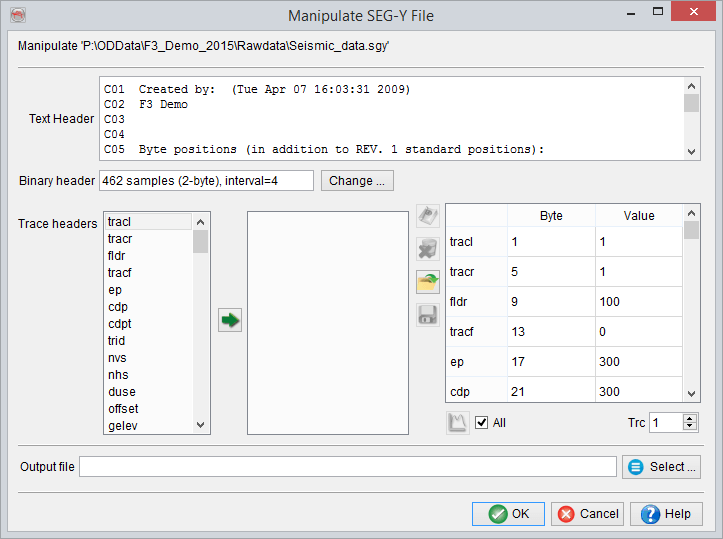 Manipulate SEG-Y File
Manipulate 'P:\ODData\F3_Demo_2015\Rawdata\Seismic_data.sgy'
Text Header
C01  Created by:  (Tue Apr 07 16:03:31 2009)
C02  F3 Demo
C03
C04
C05  Byte positions (in addition to REV. 1 standard positions):
Binary header 462 samples (2-byte), interval=4 Change ...
Trace headers
tracl
tracr
fldr
tracf
ep
cdp
cdpt
trid
nvs
nhs
duse
offset
gelev
Byte Value
tracl 1 1
tracr 5 1
fldr 9 100
tracf 13 0
ep 17 300
cdp 21 300
All Trc 1
Output file Select ...
OK Cancel Help